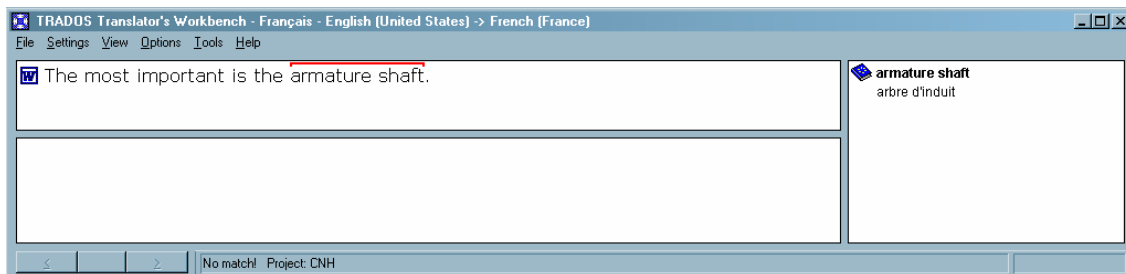 TRADOS Translator's Workbench - Français - English (United States) -> French (France)
File Settings View Options Tools Help
The most important is the armature shaft.
armature shaft
arbre d'induit
< >
No match! Project: CNH